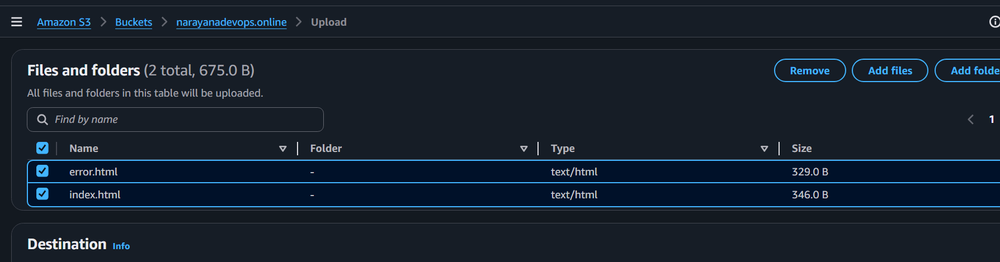 Amazon S3 > Buckets > narayanadevops.online > Upload
Files and folders (2 total, 675.0 B)
Remove
Add files
Add folde
All files and folders in this table will be uploaded.
Find by name
1
Name Folder Type Size
error.html - text/html 329.0 B
index.html - text/html 346.0 B
Destination Info